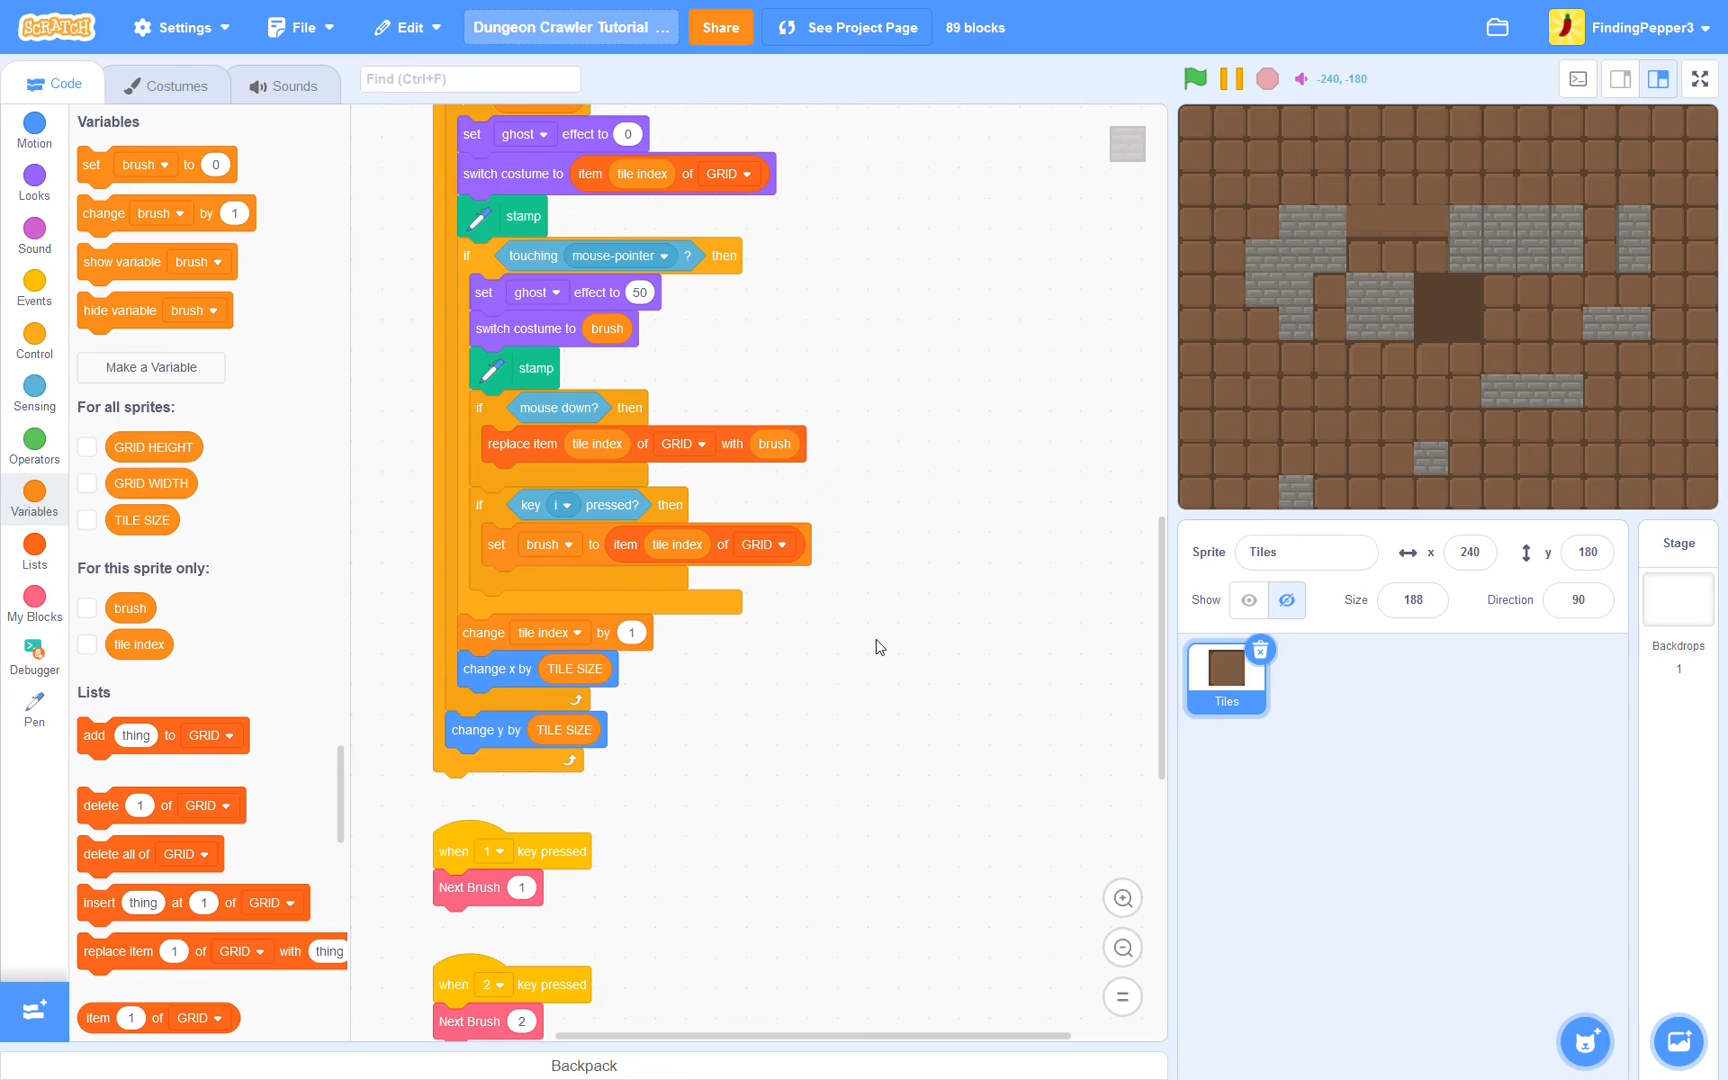 SCRATCH Settings File Edit Dungeon Crawler Tutorial ... Share See Project Page 89 blocks FindingPepper3
Code Costumes Sounds Find (Ctrl+F) -240, -180
Motion
Looks
Sound
Events
Control
Sensing
Operators
Variables
Lists
My Blocks
Debugger
Pen
Variables
set brush to 0
change brush by 1
show variable brush
hide variable brush
Make a Variable
For all sprites:
GRID HEIGHT
GRID WIDTH
TILE SIZE
For this sprite only:
brush
tile index
Lists
add thing to GRID
delete 1 of GRID
delete all of GRID
insert thing at 1 of GRID
replace item 1 of GRID with thing
item 1 of GRID
set ghost effect to 0
switch costume to item tile index of GRID
stamp
if touching mouse-pointer ? then
set ghost effect to 50
switch costume to brush
stamp
if mouse down? then
replace item tile index of GRID with brush
if key i pressed? then
set brush to item tile index of GRID
change tile index by 1
change x by TILE SIZE
change y by TILE SIZE
when 1 key pressed
Next Brush 1
when 2 key pressed
Next Brush 2
Backpack
Sprite Tiles x 240 y 180
Show Size 188 Direction 90
Tiles
Stage
Backdrops
1